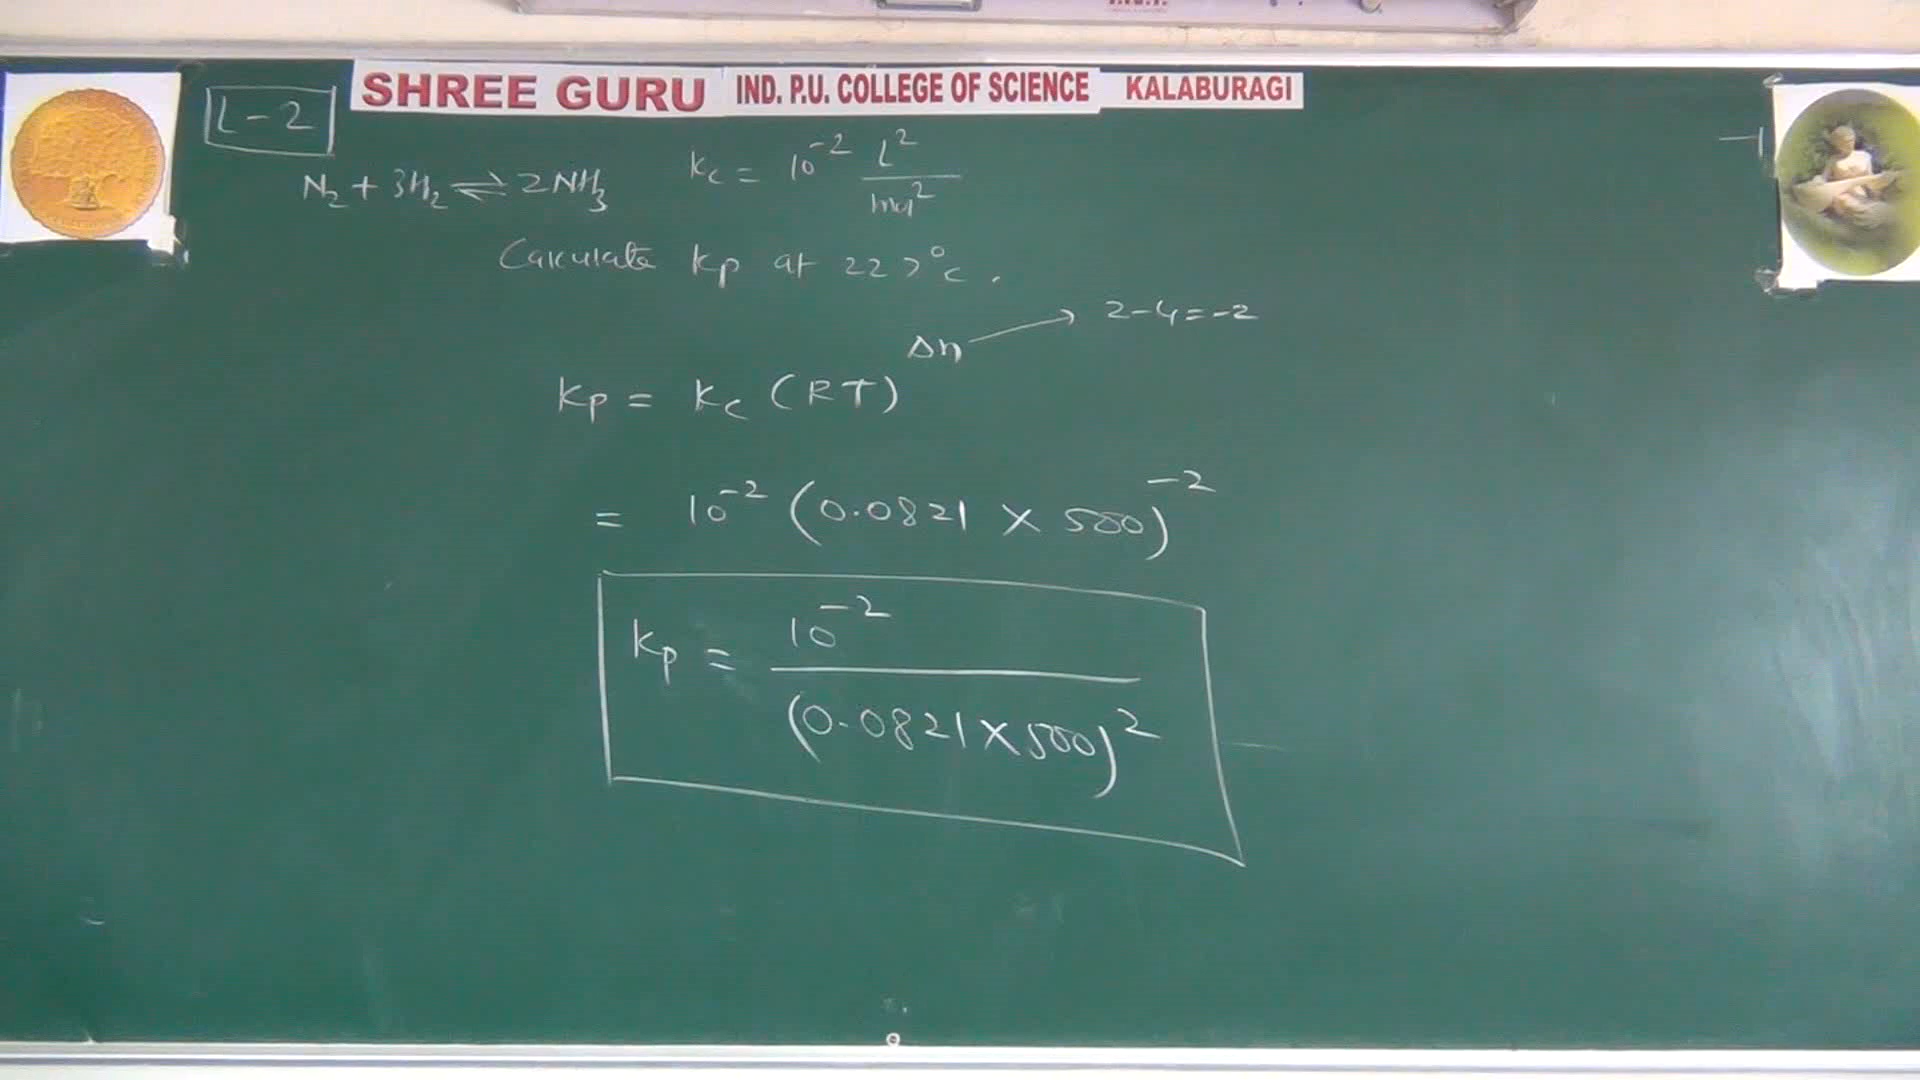 SHREE GURU IND. P.U. COLLEGE OF SCIENCE KALABURAGI
L-2
N₂ + 3H₂ ⇌ 2NH₃ Kc = 10⁻² L²/mol²
Calculate Kp at 227°C.
Δn → 2-4=-2
Kp = Kc (RT)
= 10⁻² (0.0821 × 500)⁻²
Kp = 10⁻² / (0.0821 × 500)²